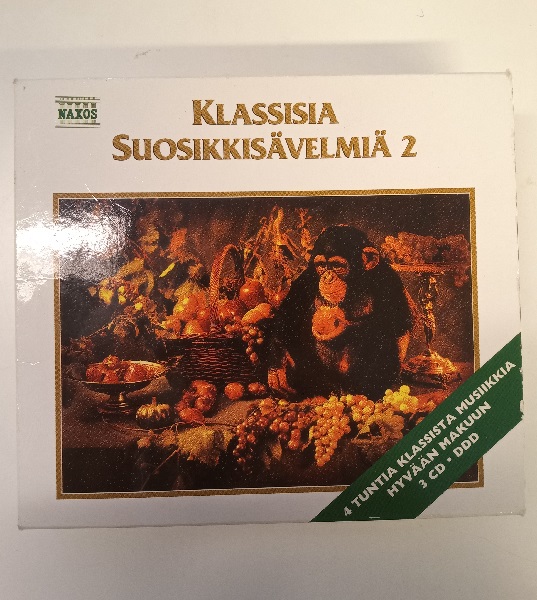 NAXOS
KLASSISIA
SUOSIKKISÄVELMIÄ 2
4 TUNTIA KLASSISTA MUSIIKKIA
HYVÄÄN MAKUUN
3 CD • DDD